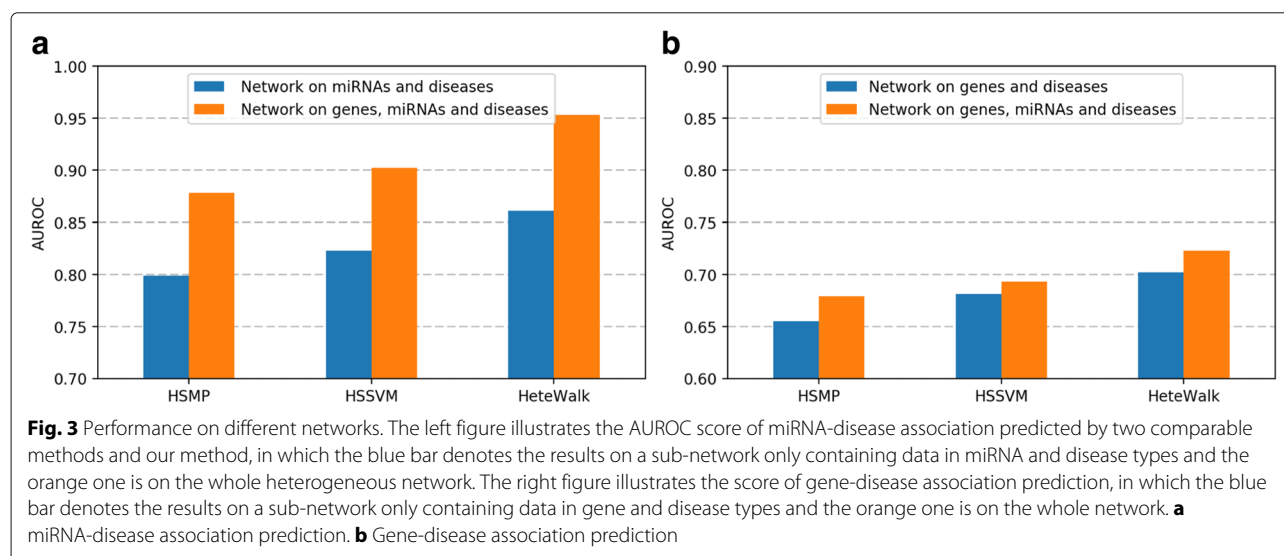 a
1.00
0.95
0.90
0.85
0.80
0.75
0.70
AUROC
Network on miRNAs and diseases
Network on genes, miRNAs and diseases
HSMP
HSSVM
HeteWalk
b
0.90
0.85
0.80
0.75
0.70
0.65
0.60
AUROC
Network on genes and diseases
Network on genes, miRNAs and diseases
HSMP
HSSVM
HeteWalk
Fig. 3 Performance on different networks. The left figure illustrates the AUROC score of miRNA-disease association predicted by two comparable
methods and our method, in which the blue bar denotes the results on a sub-network only containing data in miRNA and disease types and the
orange one is on the whole heterogeneous network. The right figure illustrates the score of gene-disease association prediction, in which the blue
bar denotes the results on a sub-network only containing data in gene and disease types and the orange one is on the whole network. a
miRNA-disease association prediction. b Gene-disease association prediction